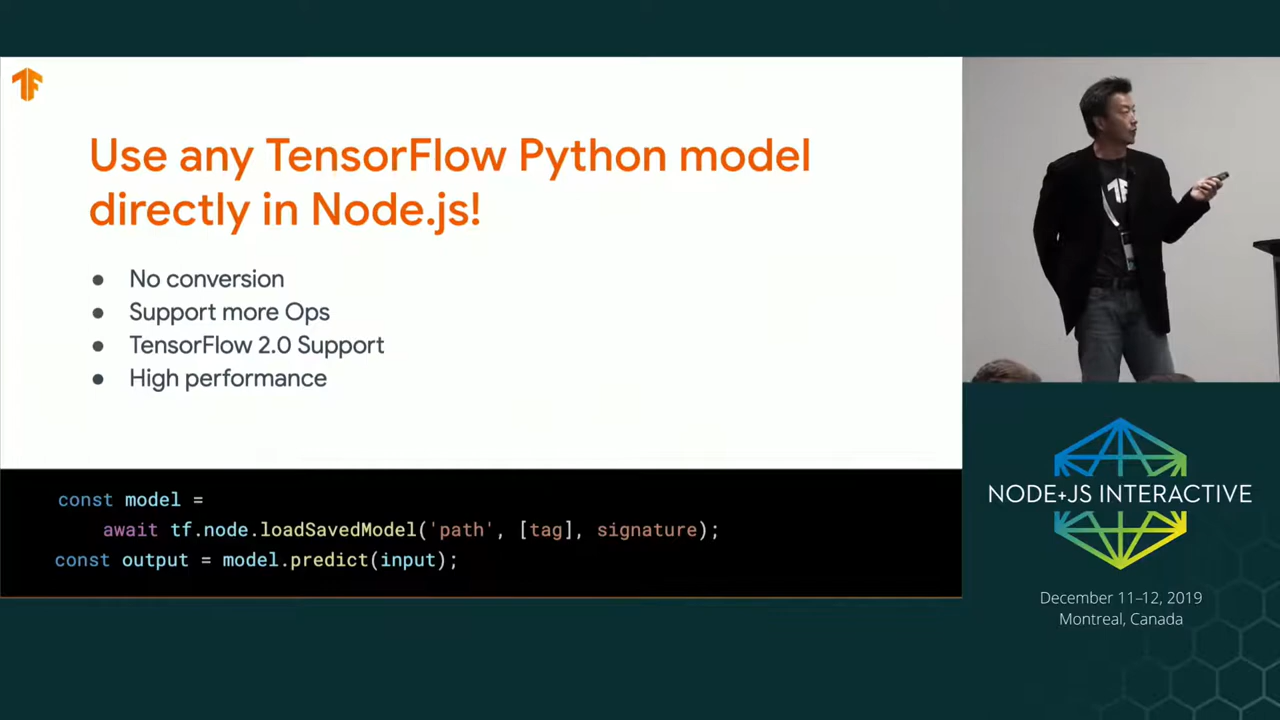 TF
Use any TensorFlow Python model
directly in Node.js!
● No conversion
● Support more Ops
● TensorFlow 2.0 Support
● High performance
const model =
await tf.node.loadSavedModel('path', [tag], signature);
const output = model.predict(input);
TF
NODE+JS INTERACTIVE
December 11–12, 2019
Montreal, Canada